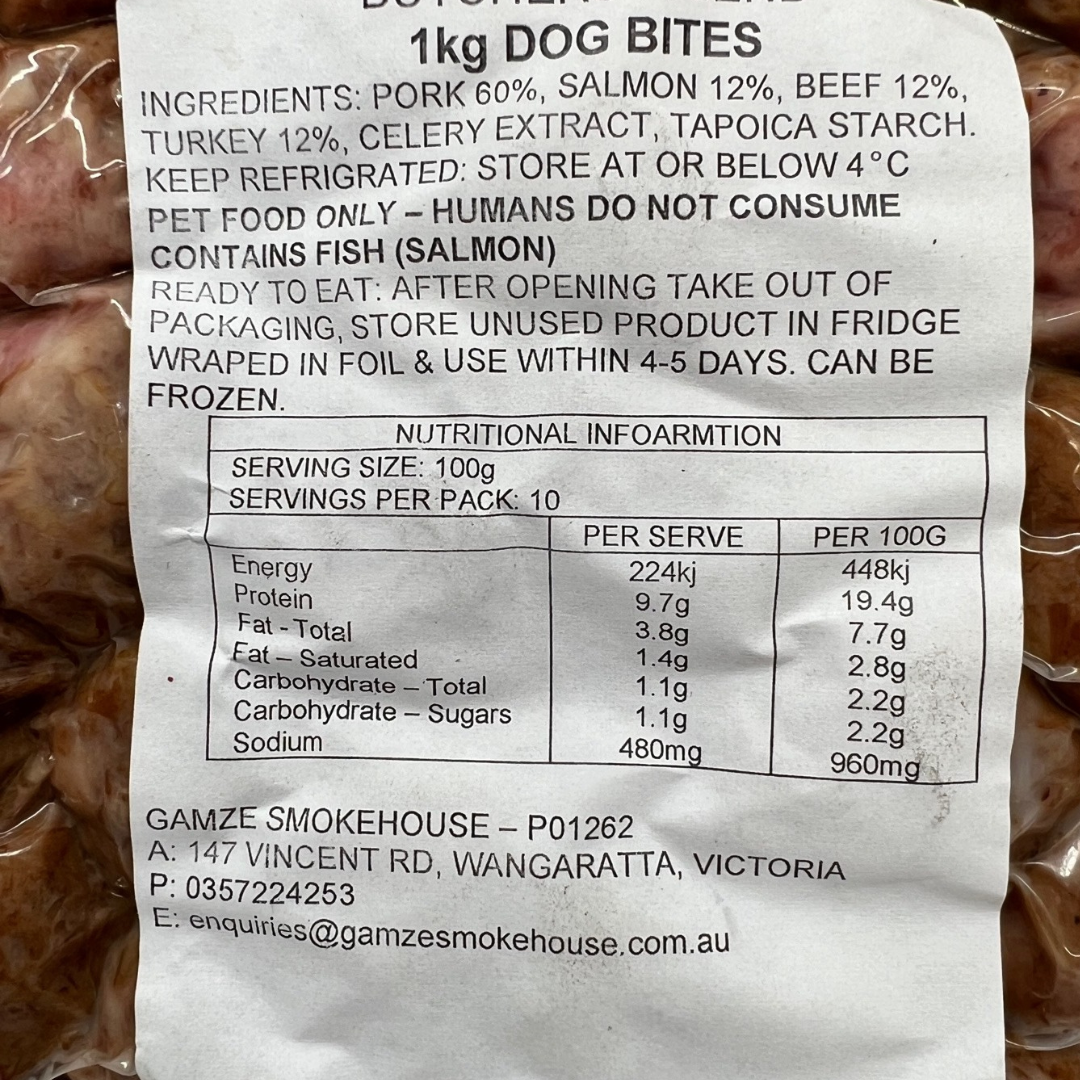 1kg DOG BITES
INGREDIENTS: PORK 60%, SALMON 12%, BEEF 12%,
TURKEY 12%, CELERY EXTRACT, TAPOICA STARCH.
KEEP REFRIGRATED: STORE AT OR BELOW 4°C
PET FOOD ONLY – HUMANS DO NOT CONSUME
CONTAINS FISH (SALMON)
READY TO EAT: AFTER OPENING TAKE OUT OF
PACKAGING, STORE UNUSED PRODUCT IN FRIDGE
WRAPED IN FOIL & USE WITHIN 4-5 DAYS. CAN BE
FROZEN.
NUTRITIONAL INFOARMTION
SERVING SIZE: 100g
SERVINGS PER PACK: 10
PER SERVE PER 100G
Energy 224kj 448kj
Protein 9.7g 19.4g
Fat - Total 3.8g 7.7g
Fat – Saturated 1.4g 2.8g
Carbohydrate – Total 1.1g 2.2g
Carbohydrate – Sugars 1.1g 2.2g
Sodium 480mg 960mg
GAMZE SMOKEHOUSE – P01262
A: 147 VINCENT RD, WANGARATTA, VICTORIA
P: 0357224253
E: enquiries@gamzesmokehouse.com.au